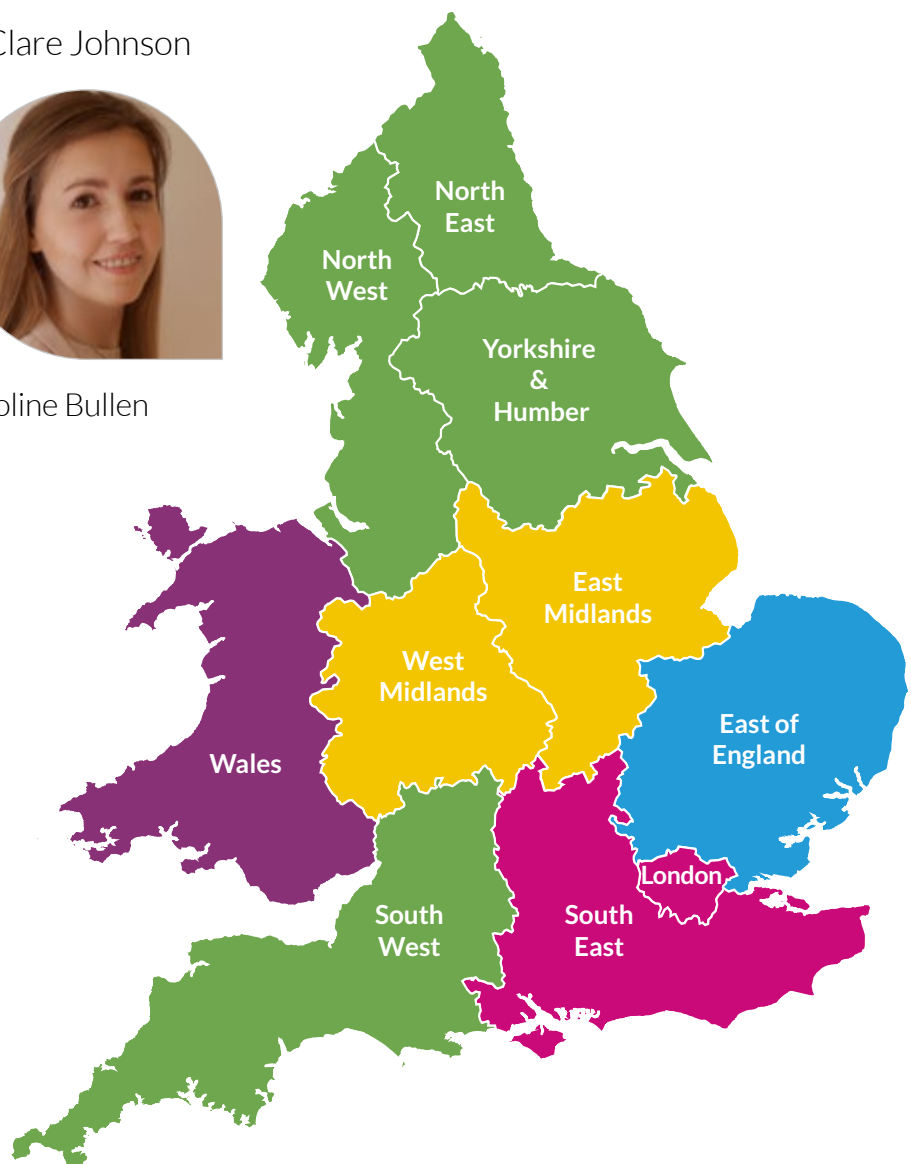 Clare Johnson
North
East
North
West
Yorkshire
&
Humber
oline Bullen
East
Midlands
West
Midlands
East of
England
Wales
London
South
West
South
East